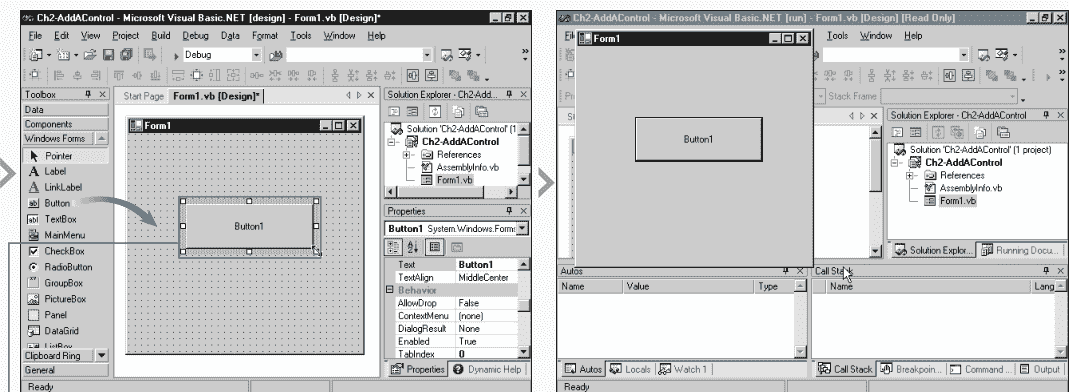 Ch2-AddAControl - Microsoft Visual Basic.NET [design] - Form1.vb [Design]*
File Edit View Project Build Debug Data Format Tools Window Help
Debug
Toolbox
Start Page Form1.vb [Design]*
Data
Components
Windows Forms
Pointer
Label
LinkLabel
Button
TextBox
MainMenu
CheckBox
RadioButton
GroupBox
PictureBox
Panel
DataGrid
ListBox
Clipboard Ring
General
Form1
Button1
Solution Explorer - Ch2-Add...
Solution 'Ch2-AddAControl' (1
Ch2-AddAControl
References
AssemblyInfo.vb
Form1.vb
Properties
Button1 System.Windows.Forms
Text Button1
TextAlign MiddleCenter
Behavior
AllowDrop False
ContextMenu (none)
DialogResult None
Enabled True
TabIndex 0
Properties Dynamic Help
Ready
Ch2-AddAControl - Microsoft Visual Basic.NET [run] - Form1.vb [Design] [Read Only]
Tools Window Help
Form1
Button1
Stack Frame
Solution Explorer - Ch2-AddAControl
Solution 'Ch2-AddAControl' (1 project)
Ch2-AddAControl
References
AssemblyInfo.vb
Form1.vb
Solution Explor... Running Docu...
Autos
Name Value Type
Call Stack
Name Lang
Autos Locals Watch 1
Call Stack Breakpoin... Command ... Output
Ready